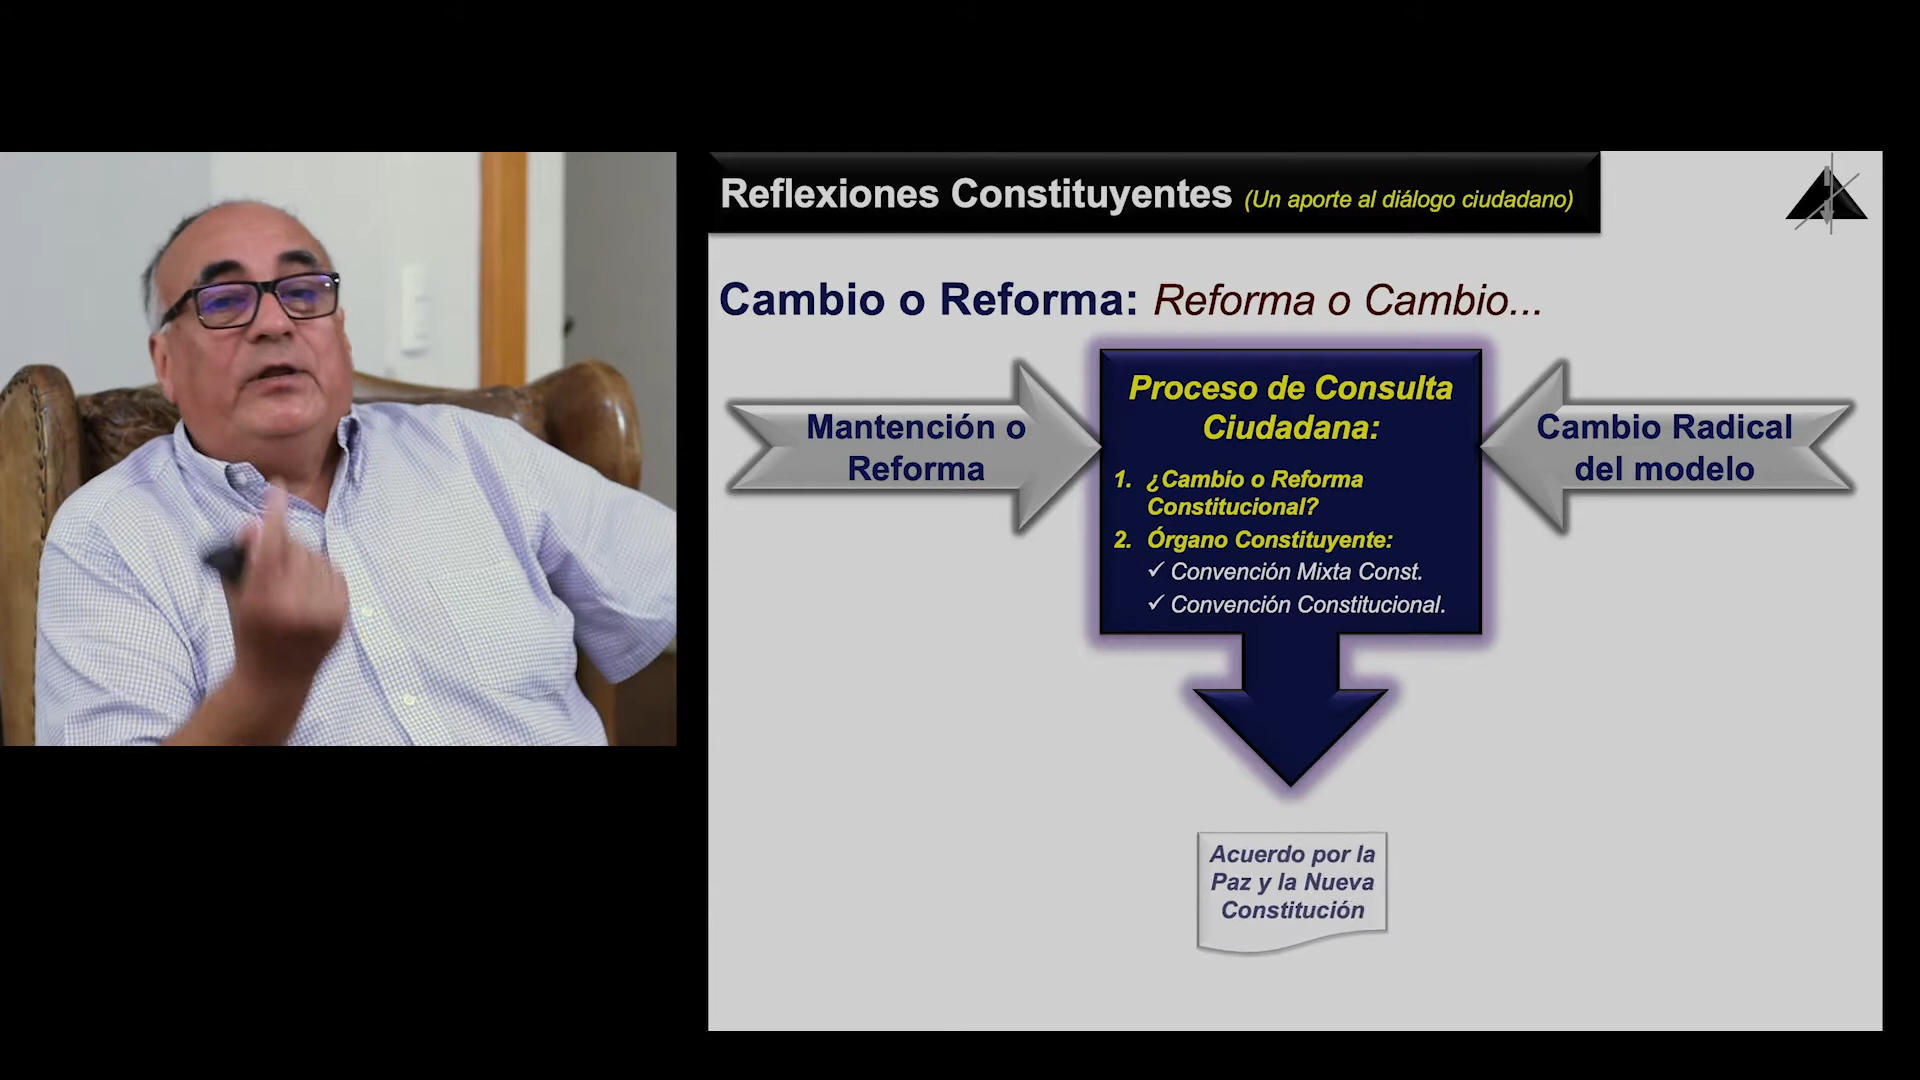 Reflexiones Constituyentes (Un aporte al diálogo ciudadano)
Cambio o Reforma: Reforma o Cambio...
Mantención o
Reforma
Proceso de Consulta
Ciudadana:
1. ¿Cambio o Reforma
Constitucional?
2. Órgano Constituyente:
✓ Convención Mixta Const.
✓ Convención Constitucional.
Cambio Radical
del modelo
Acuerdo por la
Paz y la Nueva
Constitución